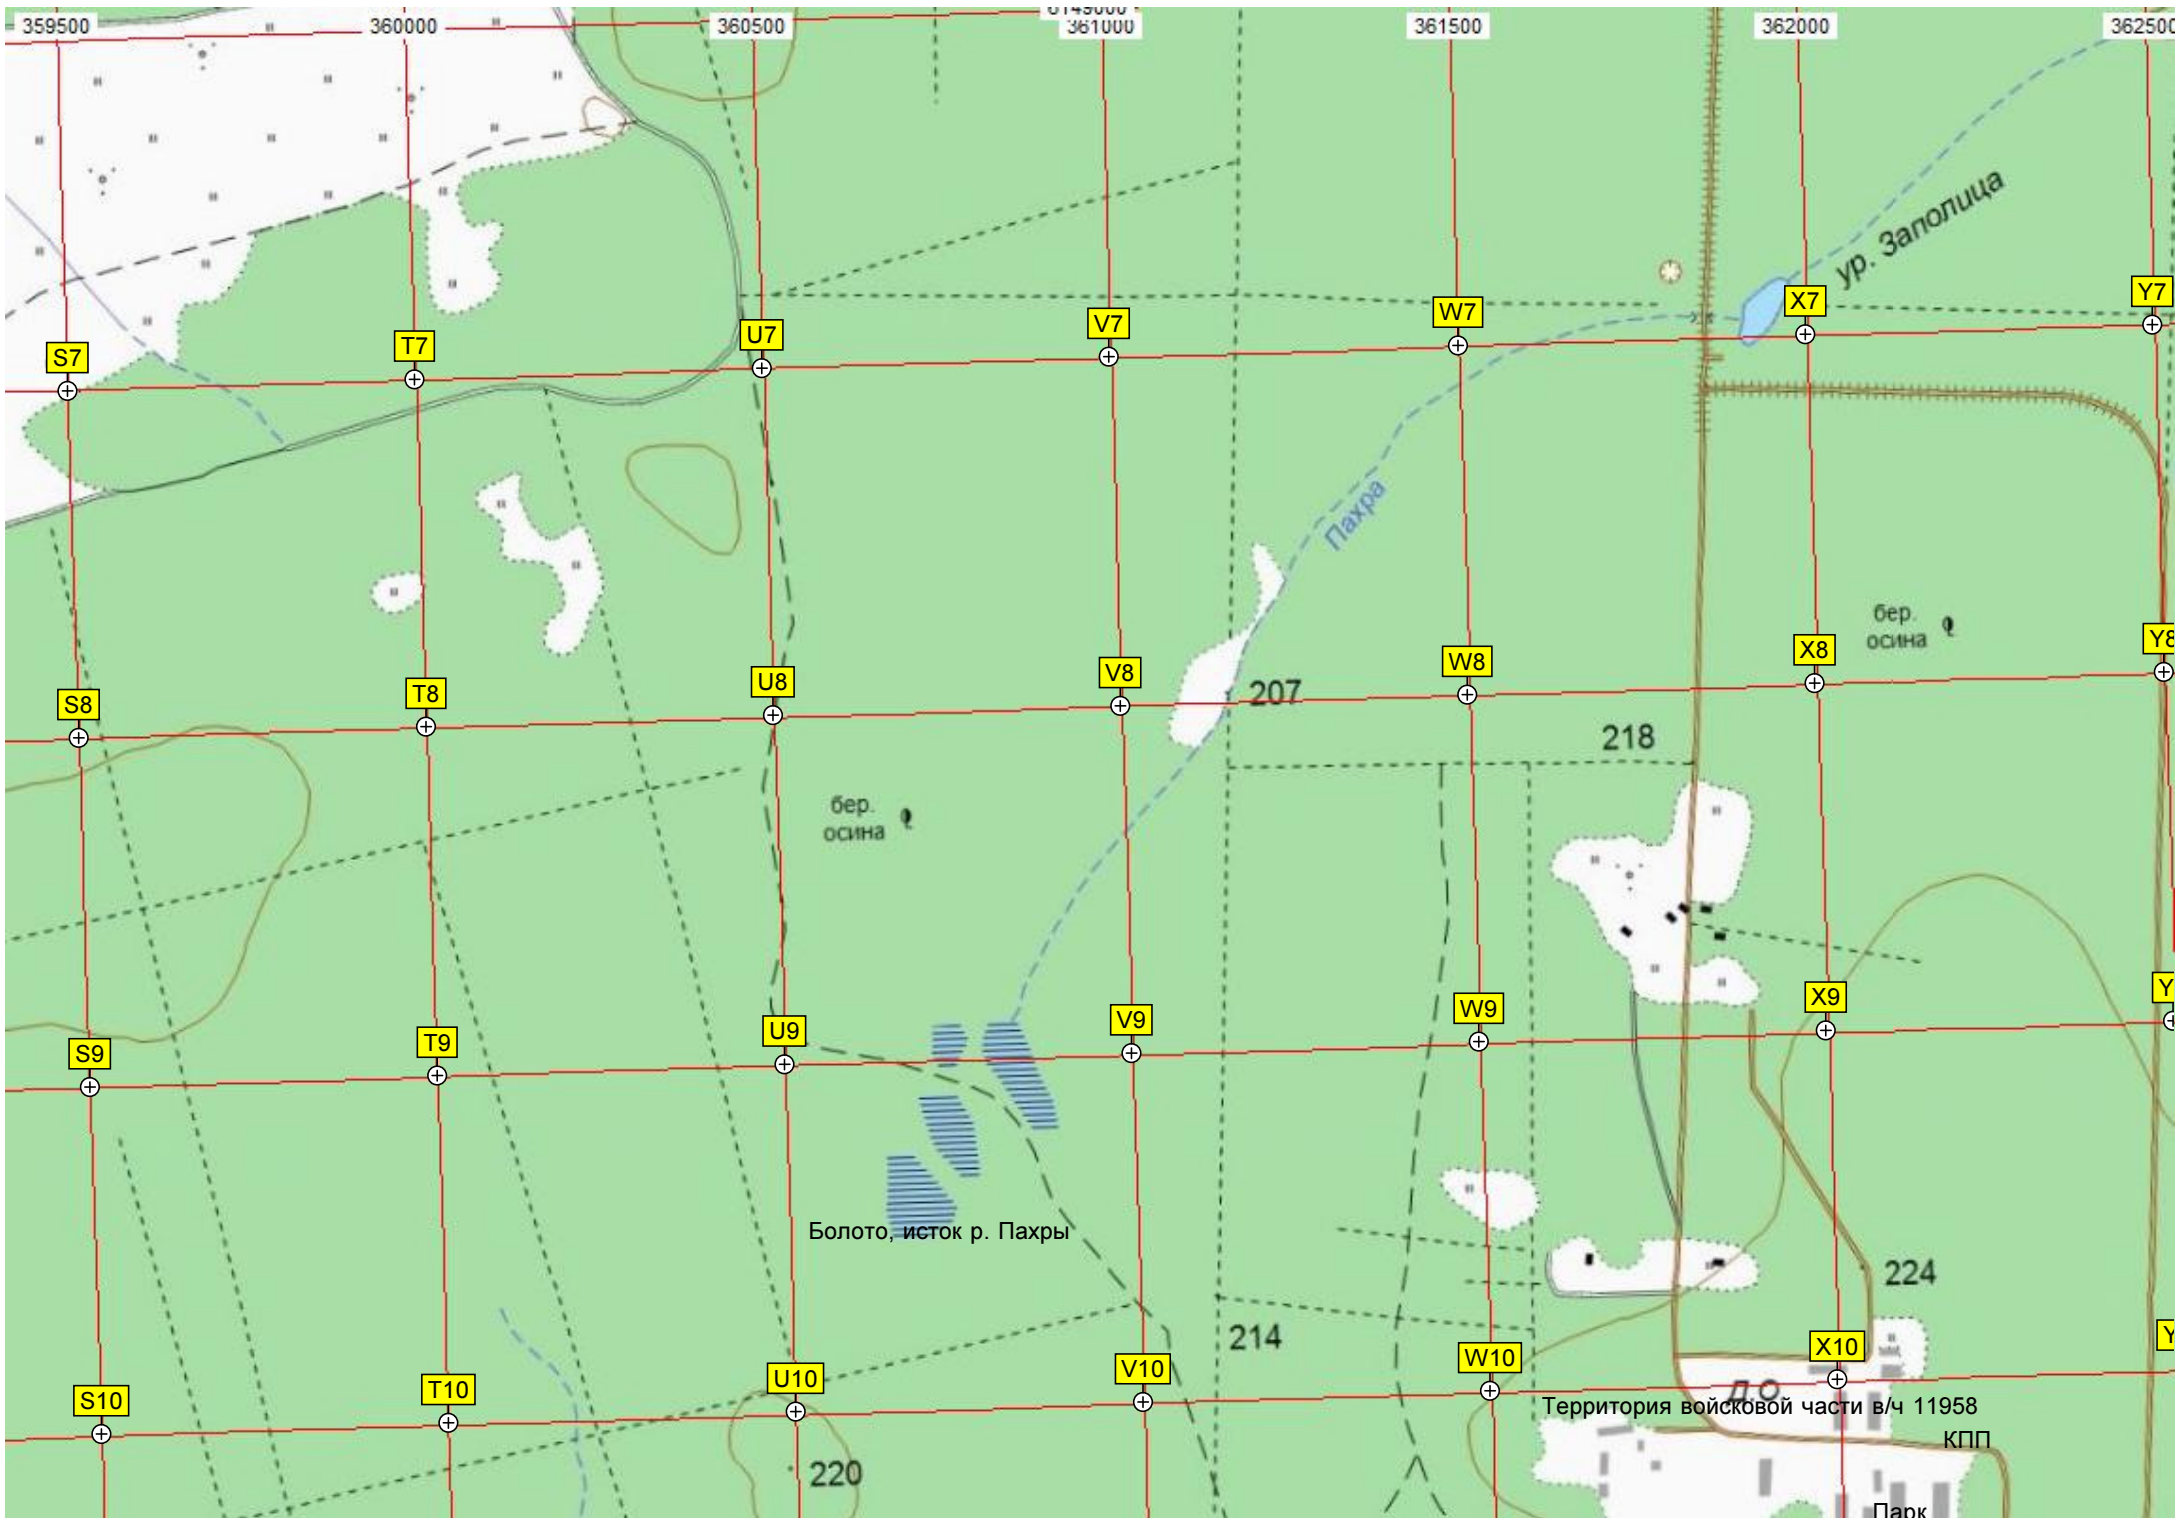 6149000
359500 360000 360500 361000 361500 362000 362500
ур. Заполица
S7 T7 U7 V7 W7 X7 Y7
Пахра
бер.
осина
S8 T8 U8 V8 W8 X8 Y8
207
218
бер.
осина
S9 T9 U9 V9 W9 X9 Y
Болото, исток р. Пахры
224
214
S10 T10 U10 V10 W10 X10 Y
Д.О
Территория войсковой части в/ч 11958
КПП
220
Парк